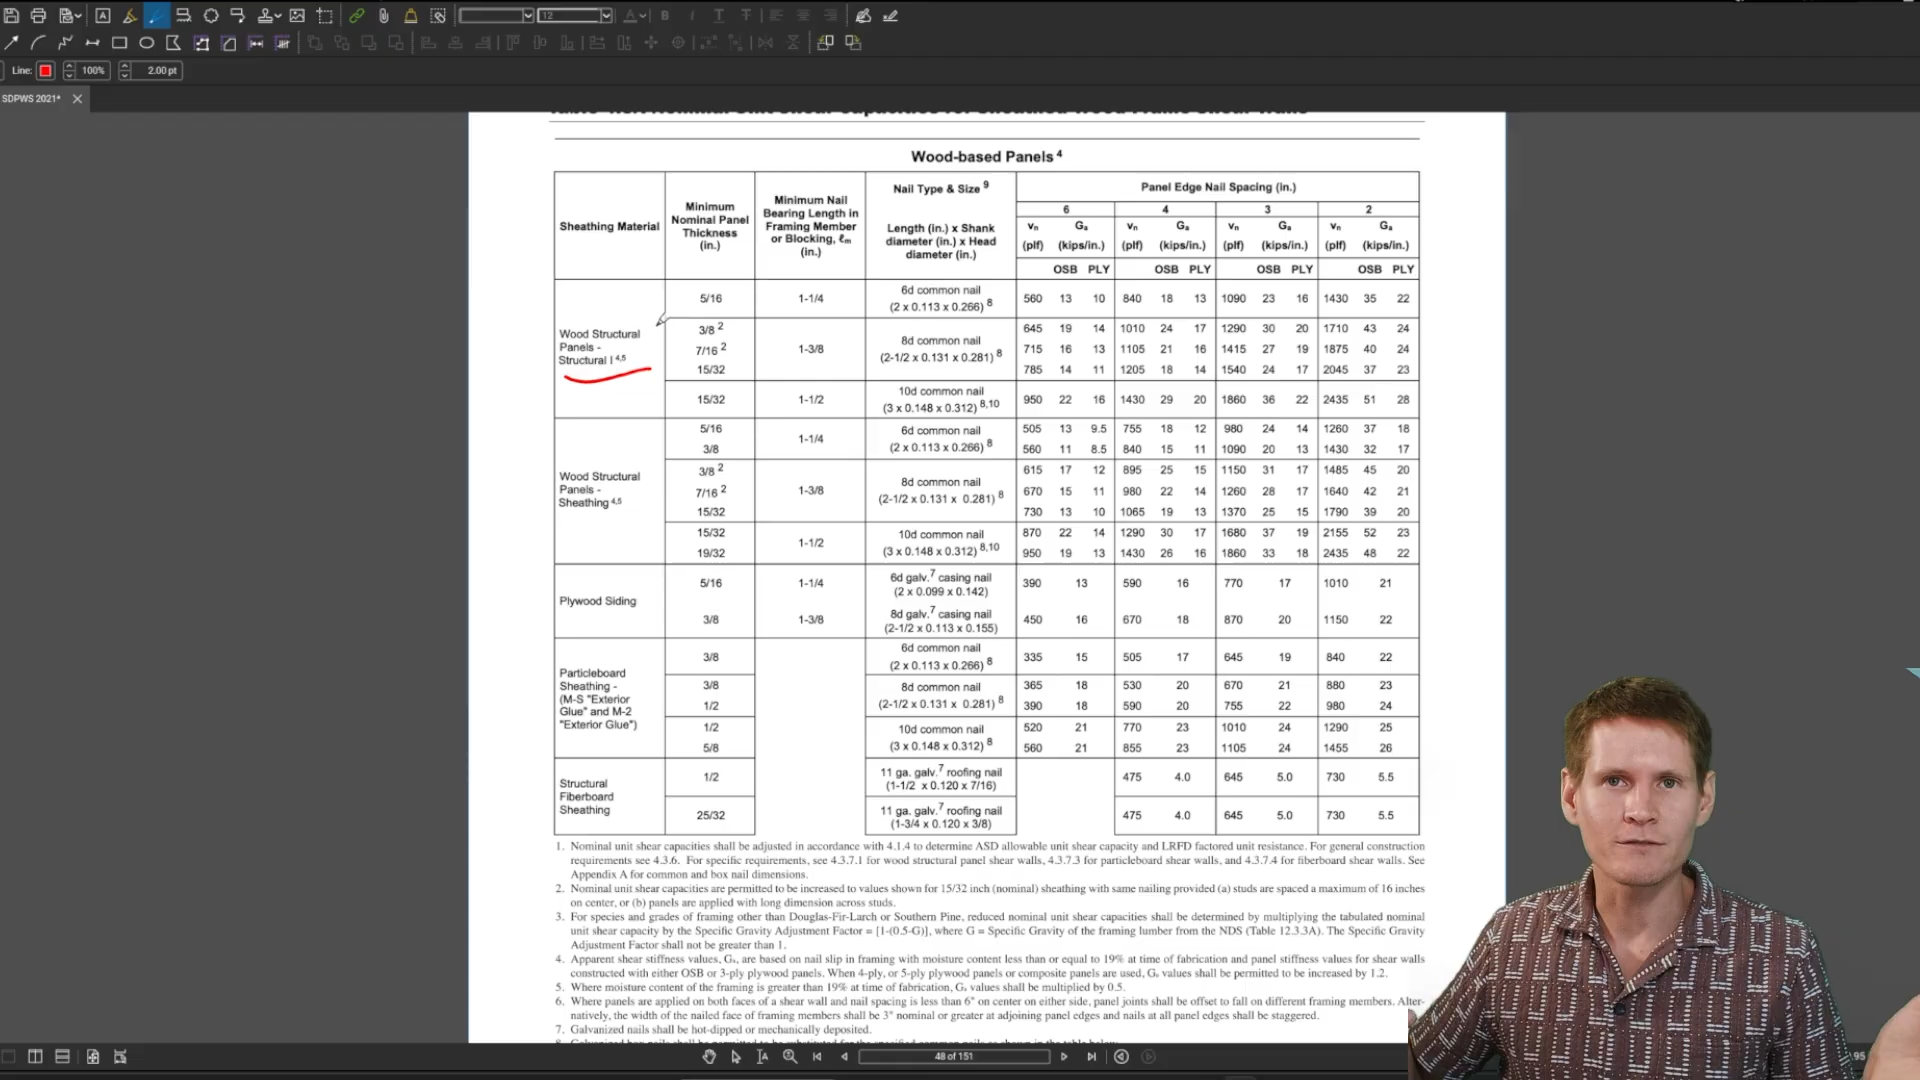 12
Line:
100%
2.00 pt
SDPWS 2021*
Wood-based Panels 4
Sheathing Material
Minimum Nominal Panel Thickness (in.)
Minimum Nail Bearing Length in Framing Member or Blocking, ℓm (in.)
Nail Type & Size 9
Length (in.) x Shank diameter (in.) x Head diameter (in.)
Panel Edge Nail Spacing (in.)
6 4 3 2
vn Ga vn Ga vn Ga vn Ga
(plf) (kips/in.) (plf) (kips/in.) (plf) (kips/in.) (plf) (kips/in.)
OSB PLY OSB PLY OSB PLY OSB PLY
Wood Structural Panels - Structural I 4,5
5/16 1-1/4 6d common nail (2 x 0.113 x 0.266) 8 560 13 10 840 18 13 1090 23 16 1430 35 22
3/8 2 645 19 14 1010 24 17 1290 30 20 1710 43 24
7/16 2 1-3/8 8d common nail (2-1/2 x 0.131 x 0.281) 8 715 16 13 1105 21 16 1415 27 19 1875 40 24
15/32 785 14 11 1205 18 14 1540 24 17 2045 37 23
15/32 1-1/2 10d common nail (3 x 0.148 x 0.312) 8,10 950 22 16 1430 29 20 1860 36 22 2435 51 28
Wood Structural Panels - Sheathing 4,5
5/16 1-1/4 6d common nail (2 x 0.113 x 0.266) 8 505 13 9.5 755 18 12 980 24 14 1260 37 18
3/8 560 11 8.5 840 15 11 1090 20 13 1430 32 17
3/8 2 615 17 12 895 25 15 1150 31 17 1485 45 20
7/16 2 1-3/8 8d common nail (2-1/2 x 0.131 x 0.281) 8 670 15 11 980 22 14 1260 28 17 1640 42 21
15/32 730 13 10 1065 19 13 1370 25 15 1790 39 20
15/32 1-1/2 10d common nail (3 x 0.148 x 0.312) 8,10 870 22 14 1290 30 17 1680 37 19 2155 52 23
19/32 950 19 13 1430 26 16 1860 33 18 2435 48 22
Plywood Siding
5/16 1-1/4 6d galv.7 casing nail (2 x 0.099 x 0.142) 390 13 590 16 770 17 1010 21
3/8 1-3/8 8d galv.7 casing nail (2-1/2 x 0.113 x 0.155) 450 16 670 18 870 20 1150 22
Particleboard Sheathing - (M-S "Exterior Glue" and M-2 "Exterior Glue")
3/8 6d common nail (2 x 0.113 x 0.266) 8 335 15 505 17 645 19 840 22
3/8 8d common nail (2-1/2 x 0.131 x 0.281) 8 365 18 530 20 670 21 880 23
1/2 390 18 590 20 755 22 980 24
1/2 10d common nail (3 x 0.148 x 0.312) 8 520 21 770 23 1010 24 1290 25
5/8 560 21 855 23 1105 24 1455 26
Structural Fiberboard Sheathing
1/2 11 ga. galv.7 roofing nail (1-1/2 x 0.120 x 7/16) 475 4.0 645 5.0 730 5.5
25/32 11 ga. galv.7 roofing nail (1-3/4 x 0.120 x 3/8) 475 4.0 645 5.0 730 5.5
1. Nominal unit shear capacities shall be adjusted in accordance with 4.1.4 to determine ASD allowable unit shear capacity and LRFD factored unit resistance. For general construction
requirements see 4.3.6. For specific requirements, see 4.3.7.1 for wood structural panel shear walls, 4.3.7.3 for particleboard shear walls, and 4.3.7.4 for fiberboard shear walls. See
Appendix A for common and box nail dimensions.
2. Nominal unit shear capacities are permitted to be increased to values shown for 15/32 inch (nominal) sheathing with same nailing provided (a) studs are spaced a maximum of 16 inches
on center, or (b) panels are applied with long dimension across studs.
3. For species and grades of framing other than Douglas-Fir-Larch or Southern Pine, reduced nominal unit shear capacities shall be determined by multiplying the tabulated nominal
unit shear capacity by the Specific Gravity Adjustment Factor = [1-(0.5-G)], where G = Specific Gravity of the framing lumber from the NDS (Table 12.3.3A). The Specific Gravity
Adjustment Factor shall not be greater than 1.
4. Apparent shear stiffness values, Ga, are based on nail slip in framing with moisture content less than or equal to 19% at time of fabrication and panel stiffness values for shear walls
constructed with either OSB or 3-ply plywood panels. When 4-ply, or 5-ply plywood panels or composite panels are used, Ga values shall be permitted to be increased by 1.2.
5. Where moisture content of the framing is greater than 19% at time of fabrication, Ga values shall be multiplied by 0.5.
6. Where panels are applied on both faces of a shear wall and nail spacing is less than 6" on center on either side, panel joints shall be offset to fall on different framing members. Alter-
natively, the width of the nailed face of framing members shall be 3" nominal or greater at adjoining panel edges and nails at all panel edges shall be staggered.
7. Galvanized nails shall be hot-dipped or mechanically deposited.
48 of 151